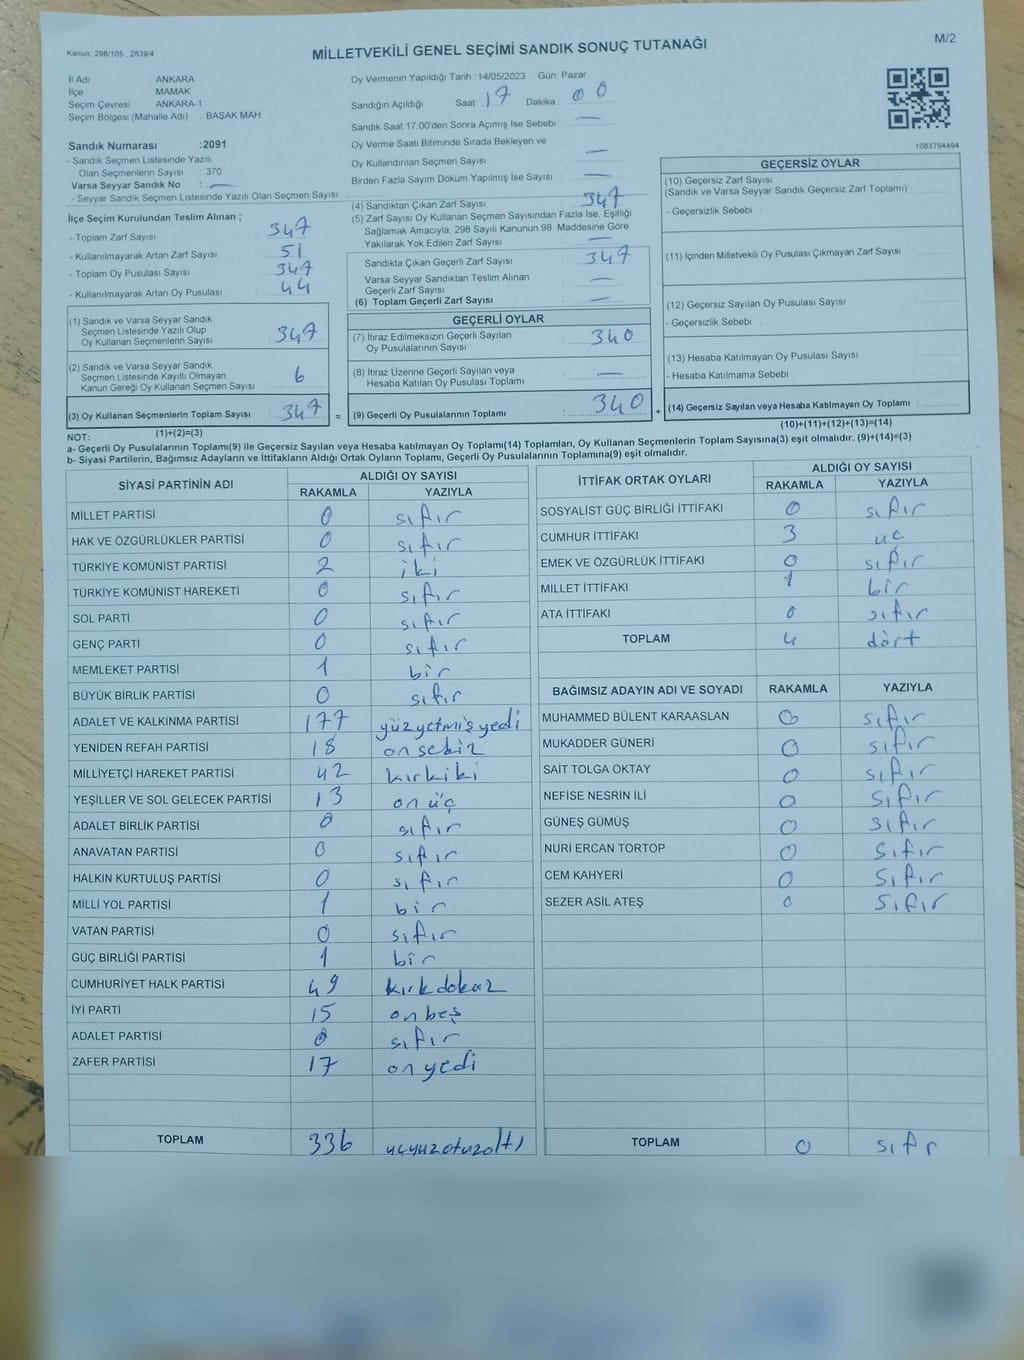 Kanun: 298/105 . 2839/4
MİLLETVEKİLİ GENEL SEÇİMİ SANDIK SONUÇ TUTANAĞI
M/2
İl Adı : ANKARA
İlçe : MAMAK
Seçim Çevresi : ANKARA-1
Seçim Bölgesi (Mahalle Adı) : BAŞAK MAH.
Oy Vermenin Yapıldığı Tarih : 14/05/2023 Gün: Pazar
Sandığın Açıldığı Saat : 17 Dakika : 00
Sandık Saat 17:00'den Sonra Açımış İse Sebebi : —
Oy Verme Saati Bitiminde Sırada Bekleyen ve
Oy Kullandırılan Seçmen Sayısı : —
Birden Fazla Sayım Döküm Yapılmış İse Sayısı : —
1083794494
Sandık Numarası : 2091
- Sandık Seçmen Listesinde Yazılı
Olan Seçmenlerin Sayısı : 370
Varsa Seyyar Sandık No : —
- Seyyar Sandık Seçmen Listesinde Yazılı Olan Seçmen Sayısı:
İlçe Seçim Kurulundan Teslim Alınan ;
- Toplam Zarf Sayısı : 347
- Kullanılmayarak Artan Zarf Sayısı : 51
- Toplam Oy Pusulası Sayısı : 347
- Kullanılmayarak Artan Oy Pusulası : 44
(4) Sandıktan Çıkan Zarf Sayısı : 347
(5) Zarf Sayısı Oy Kullanan Seçmen Sayısından Fazla İse, Eşitliği
Sağlamak Amacıyla; 298 Sayılı Kanunun 98. Maddesine Göre
Yakılarak Yok Edilen Zarf Sayısı : —
Sandıkta Çıkan Geçerli Zarf Sayısı : 347
Varsa Seyyar Sandıktan Teslim Alınan
Geçerli Zarf Sayısı : —
(6) Toplam Geçerli Zarf Sayısı : —
GEÇERSİZ OYLAR
(10) Geçersiz Zarf Sayısı :
(Sandık ve Varsa Seyyar Sandık Geçersiz Zarf Toplamı)
- Geçersizlik Sebebi :
(11) İçinden Milletvekili Oy Pusulası Çıkmayan Zarf Sayısı :
(12) Geçersiz Sayılan Oy Pusulası Sayısı :
- Geçersizlik Sebebi :
(13) Hesaba Katılmayan Oy Pusulası Sayısı :
- Hesaba Katılmama Sebebi :
(14) Geçersiz Sayılan veya Hesaba Katılmayan Oy Toplamı :
(10)+(11)+(12)+(13)=(14)
(1) Sandık ve Varsa Seyyar Sandık
Seçmen Listesinde Yazılı Olup
Oy Kullanan Seçmenlerin Sayısı : 347
(2) Sandık ve Varsa Seyyar Sandık
Seçmen Listesinde Kayıtlı Olmayan
Kanun Gereği Oy Kullanan Seçmen Sayısı : 6
(3) Oy Kullanan Seçmenlerin Toplam Sayısı : 347 =
(1)+(2)=(3)
GEÇERLİ OYLAR
(7) İtiraz Edilmeksizin Geçerli Sayılan
Oy Pusulalarının Sayısı : 340
(8) İtiraz Üzerine Geçerli Sayılan veya
Hesaba Katılan Oy Pusulası Toplamı : —
(9) Geçerli Oy Pusulalarının Toplamı : 340 +
NOT:
a- Geçerli Oy Pusulalarının Toplamı(9) ile Geçersiz Sayılan veya Hesaba katılmayan Oy Toplamı(14) Toplamları, Oy Kullanan Seçmenlerin Toplam Sayısına(3) eşit olmalıdır. (9)+(14)=(3)
b- Siyasi Partilerin, Bağımsız Adayların ve İttifakların Aldığı Ortak Oyların Toplamı, Geçerli Oy Pusulalarının Toplamına(9) eşit olmalıdır.
SİYASİ PARTİNİN ADI ALDIĞI OY SAYISI
RAKAMLA YAZIYLA
MİLLET PARTİSİ 0 sıfır
HAK VE ÖZGÜRLÜKLER PARTİSİ 0 sıfır
TÜRKİYE KOMÜNİST PARTİSİ 2 iki
TÜRKİYE KOMÜNİST HAREKETİ 0 sıfır
SOL PARTİ 0 sıfır
GENÇ PARTİ 0 sıfır
MEMLEKET PARTİSİ 1 bir
BÜYÜK BİRLİK PARTİSİ 0 sıfır
ADALET VE KALKINMA PARTİSİ 177 yüzyetmişyedi
YENİDEN REFAH PARTİSİ 18 onsekiz
MİLLİYETÇİ HAREKET PARTİSİ 42 kırkiki
YEŞİLLER VE SOL GELECEK PARTİSİ 13 onüç
ADALET BİRLİK PARTİSİ 0 sıfır
ANAVATAN PARTİSİ 0 sıfır
HALKIN KURTULUŞ PARTİSİ 0 sıfır
MİLLİ YOL PARTİSİ 1 bir
VATAN PARTİSİ 0 sıfır
GÜÇ BİRLİĞİ PARTİSİ 1 bir
CUMHURİYET HALK PARTİSİ 49 kırkdokuz
İYİ PARTİ 15 onbeş
ADALET PARTİSİ 0 sıfır
ZAFER PARTİSİ 17 onyedi
TOPLAM 336 üçyüzotuzaltı
İTTİFAK ORTAK OYLARI ALDIĞI OY SAYISI
RAKAMLA YAZIYLA
SOSYALİST GÜÇ BİRLİĞİ İTTİFAKI 0 sıfır
CUMHUR İTTİFAKI 3 üç
EMEK VE ÖZGÜRLÜK İTTİFAKI 0 sıfır
MİLLET İTTİFAKI 1 bir
ATA İTTİFAKI 0 sıfır
TOPLAM 4 dört
BAĞIMSIZ ADAYIN ADI VE SOYADI RAKAMLA YAZIYLA
MUHAMMED BÜLENT KARAASLAN 0 sıfır
MUKADDER GÜNERİ 0 sıfır
SAİT TOLGA OKTAY 0 sıfır
NEFİSE NESRİN İLİ 0 sıfır
GÜNEŞ GÜMÜŞ 0 sıfır
NURİ ERCAN TORTOP 0 sıfır
CEM KAHYERİ 0 sıfır
SEZER ASİL ATEŞ 0 sıfır
TOPLAM 0 sıfır